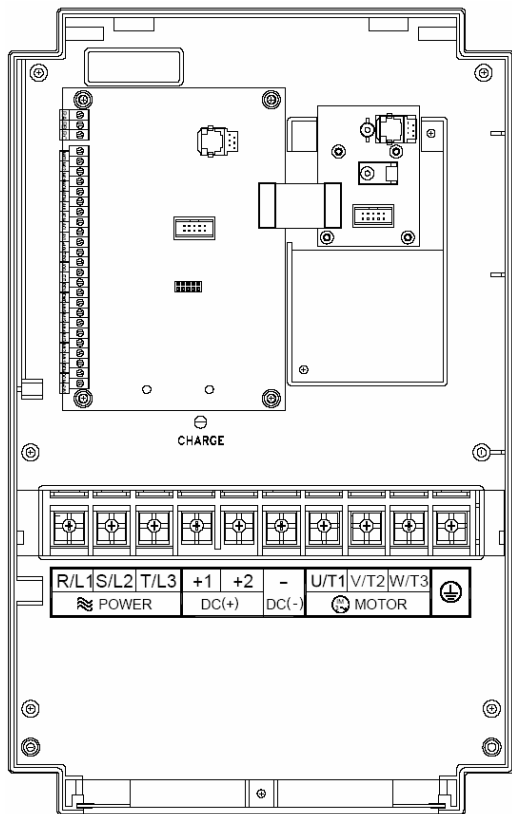 CHARGE
R/L1 S/L2 T/L3 +1 +2 - U/T1 V/T2 W/T3
POWER DC(+) DC(-) MOTOR